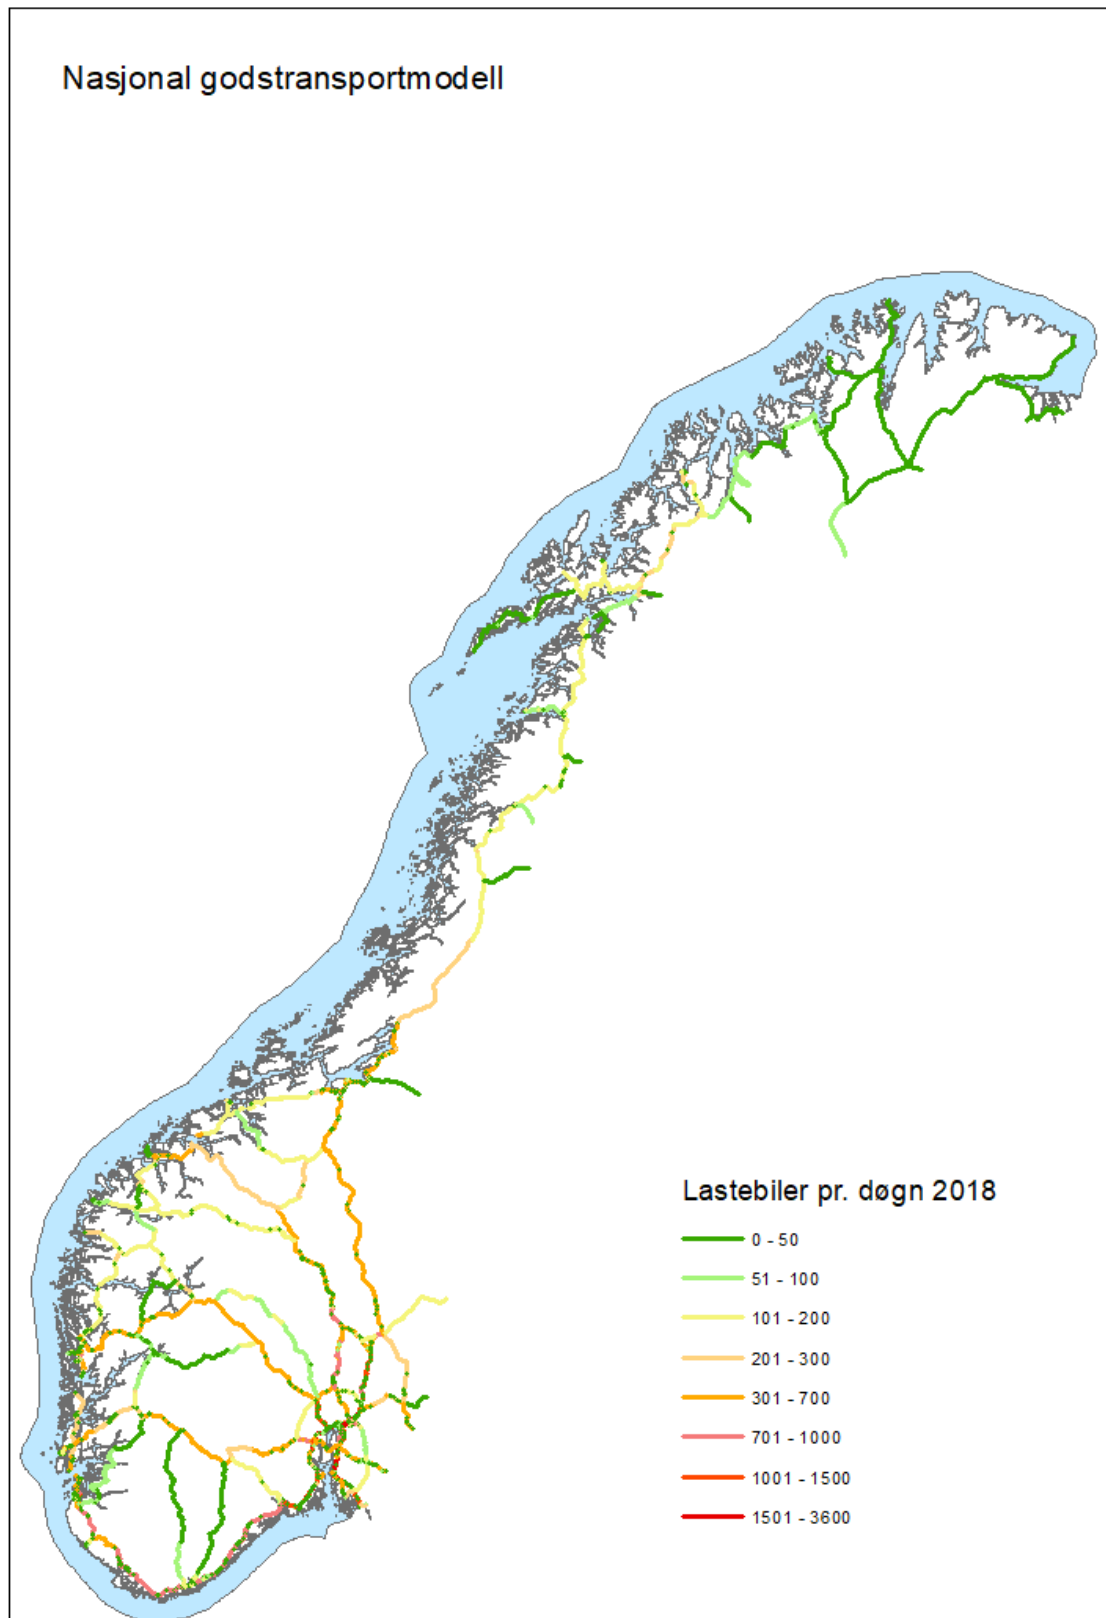 Nasjonal godstransportmodell
Lastebiler pr. døgn 2018
0 - 50
51 - 100
101 - 200
201 - 300
301 - 700
701 - 1000
1001 - 1500
1501 - 3600